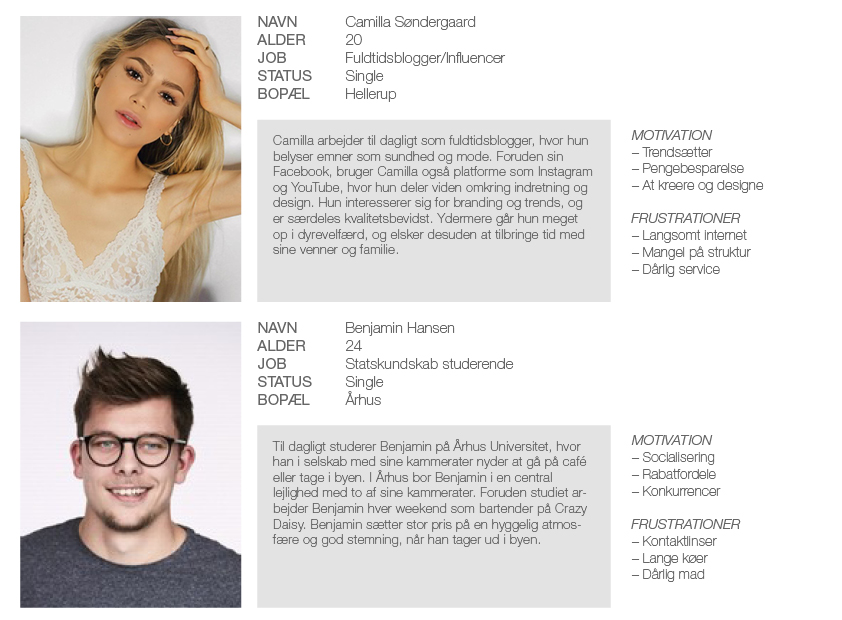 NAVN Camilla Søndergaard
ALDER 20
JOB Fuldtidsblogger/Influencer
STATUS Single
BOPÆL Hellerup
Camilla arbejder til dagligt som fuldtidsblogger, hvor hun
belyser emner som sundhed og mode. Foruden sin
Facebook, bruger Camilla også platforme som Instagram
og YouTube, hvor hun deler viden omkring indretning og
design. Hun interesserer sig for branding og trends, og
er særdeles kvalitetsbevidst. Ydermere går hun meget
op i dyrevelfærd, og elsker desuden at tilbringe tid med
sine venner og familie.
MOTIVATION
– Trendsætter
– Pengebesparelse
– At kreere og designe
FRUSTRATIONER
– Langsomt internet
– Mangel på struktur
– Dårlig service
NAVN Benjamin Hansen
ALDER 24
JOB Statskundskab studerende
STATUS Single
BOPÆL Århus
Til dagligt studerer Benjamin på Århus Universitet, hvor
han i selskab med sine kammerater nyder at gå på café
eller tage i byen. I Århus bor Benjamin i en central
lejlighed med to af sine kammerater. Foruden studiet ar-
bejder Benjamin hver weekend som bartender på Crazy
Daisy. Benjamin sætter stor pris på en hyggelig atmos-
fære og god stemning, når han tager ud i byen.
MOTIVATION
– Socialisering
– Rabatfordele
– Konkurrencer
FRUSTRATIONER
– Kontaktlinser
– Lange køer
– Dårlig mad